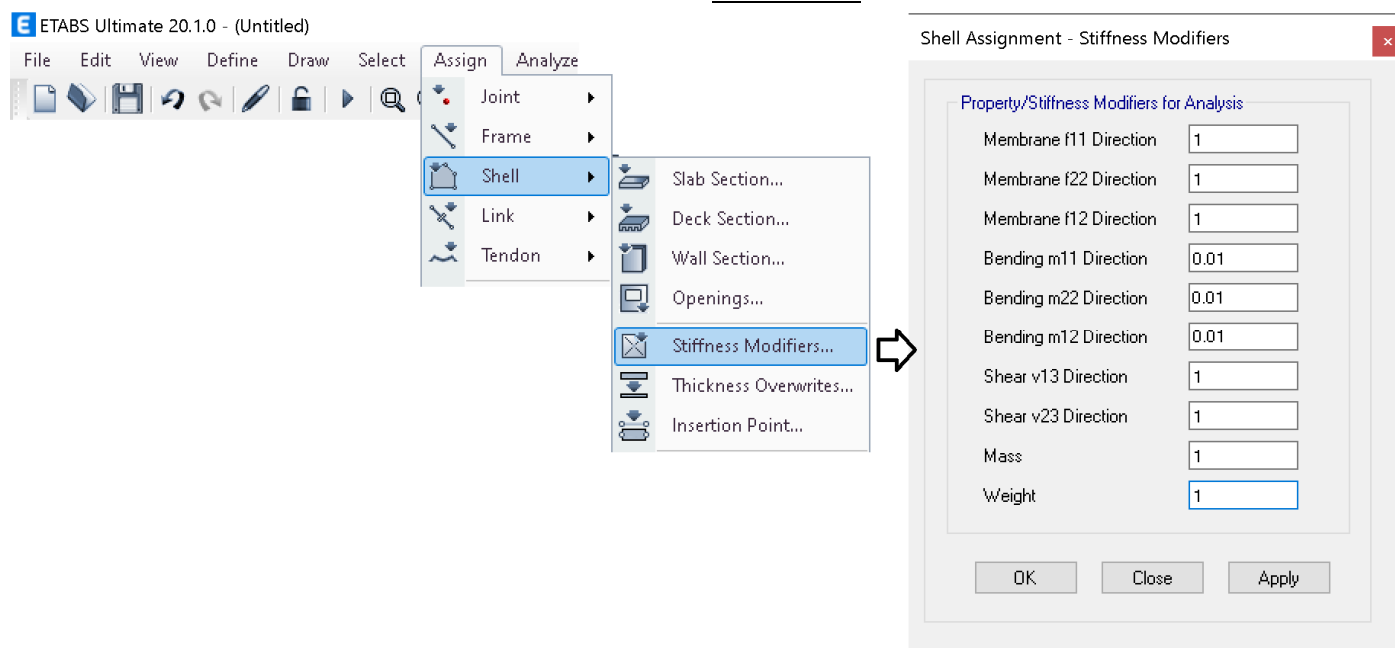 ETABS Ultimate 20.1.0 - (Untitled)
File Edit View Define Draw Select Assign Analyze
Joint
Frame
Shell
Link
Tendon
Slab Section...
Deck Section...
Wall Section...
Openings...
Stiffness Modifiers...
Thickness Overwrites...
Insertion Point...
Shell Assignment - Stiffness Modifiers
Property/Stiffness Modifiers for Analysis
Membrane f11 Direction 1
Membrane f22 Direction 1
Membrane f12 Direction 1
Bending m11 Direction 0.01
Bending m22 Direction 0.01
Bending m12 Direction 0.01
Shear v13 Direction 1
Shear v23 Direction 1
Mass 1
Weight 1
OK Close Apply